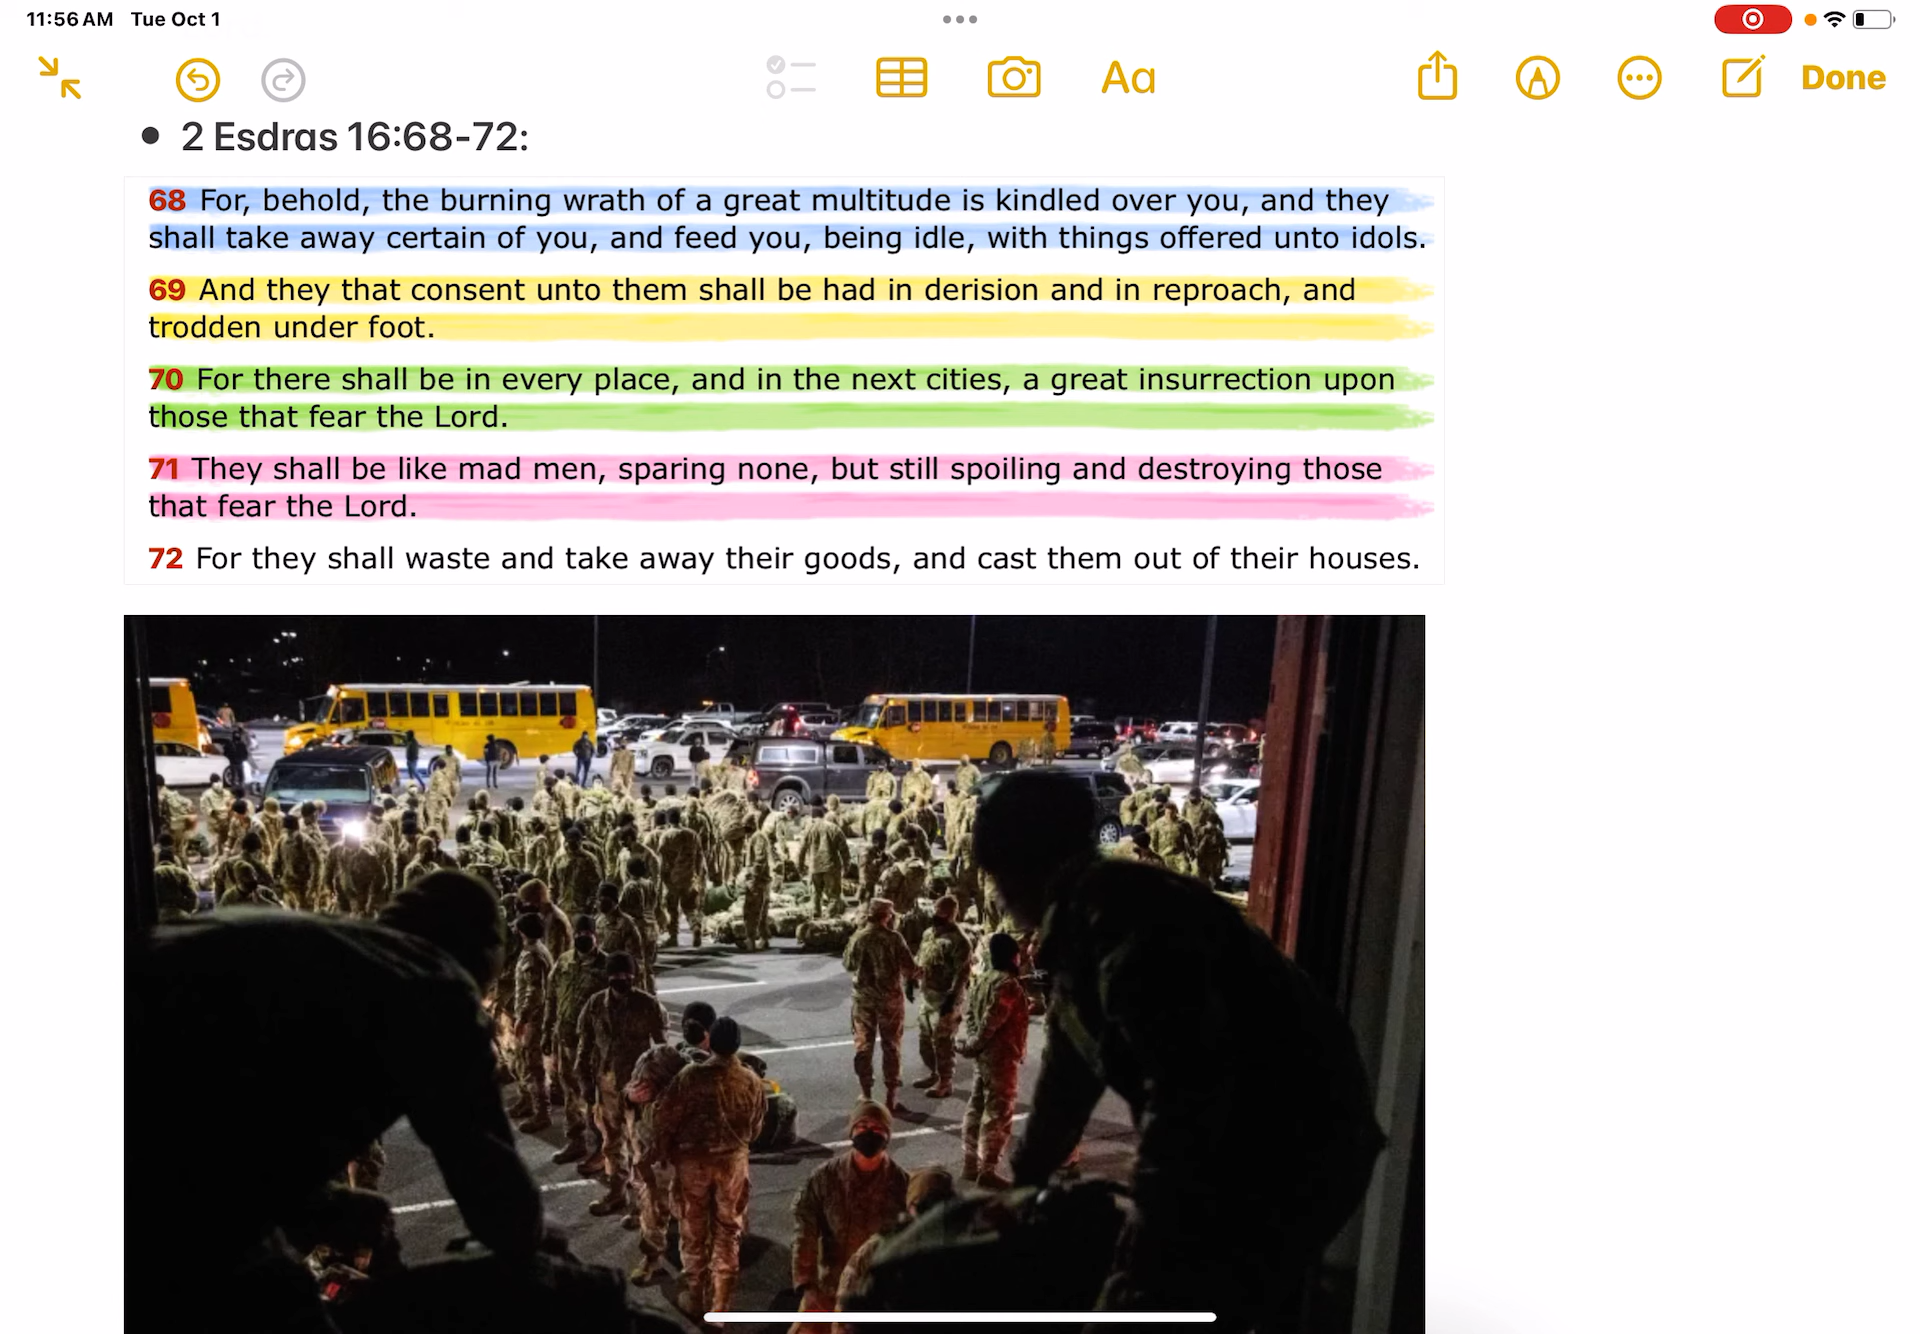 11:56 AM Tue Oct 1
Aa
Done
• 2 Esdras 16:68-72:
68 For, behold, the burning wrath of a great multitude is kindled over you, and they
shall take away certain of you, and feed you, being idle, with things offered unto idols.
69 And they that consent unto them shall be had in derision and in reproach, and
trodden under foot.
70 For there shall be in every place, and in the next cities, a great insurrection upon
those that fear the Lord.
71 They shall be like mad men, sparing none, but still spoiling and destroying those
that fear the Lord.
72 For they shall waste and take away their goods, and cast them out of their houses.